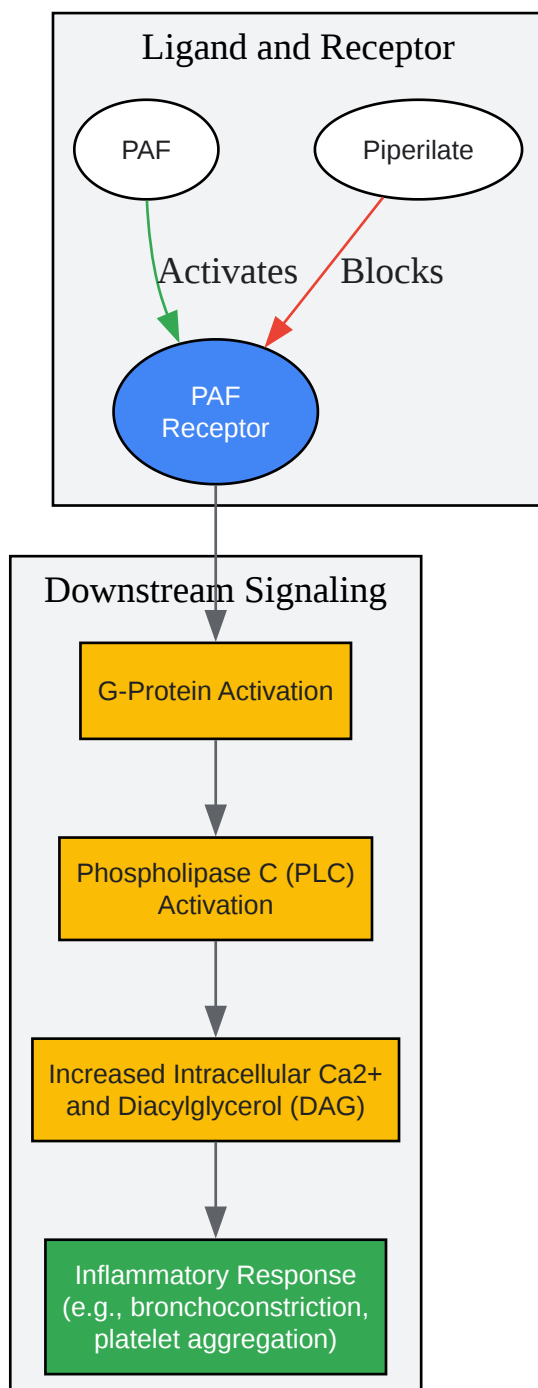 Ligand and Receptor
PAF
Piperilate
Activates
Blocks
PAF
Receptor
Downstream Signaling
G-Protein Activation
Phospholipase C (PLC)
Activation
Increased Intracellular Ca2+
and Diacylglycerol (DAG)
Inflammatory Response
(e.g., bronchoconstriction,
platelet aggregation)